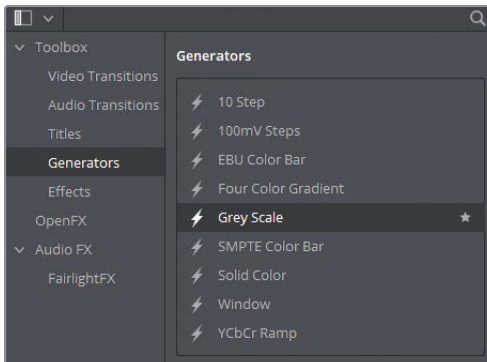 Toolbox
Video Transitions
Audio Transitions
Titles
Generators
Effects
OpenFX
Audio FX
FairlightFX
Generators
10 Step
100mV Steps
EBU Color Bar
Four Color Gradient
Grey Scale
SMPTE Color Bar
Solid Color
Window
YCbCr Ramp